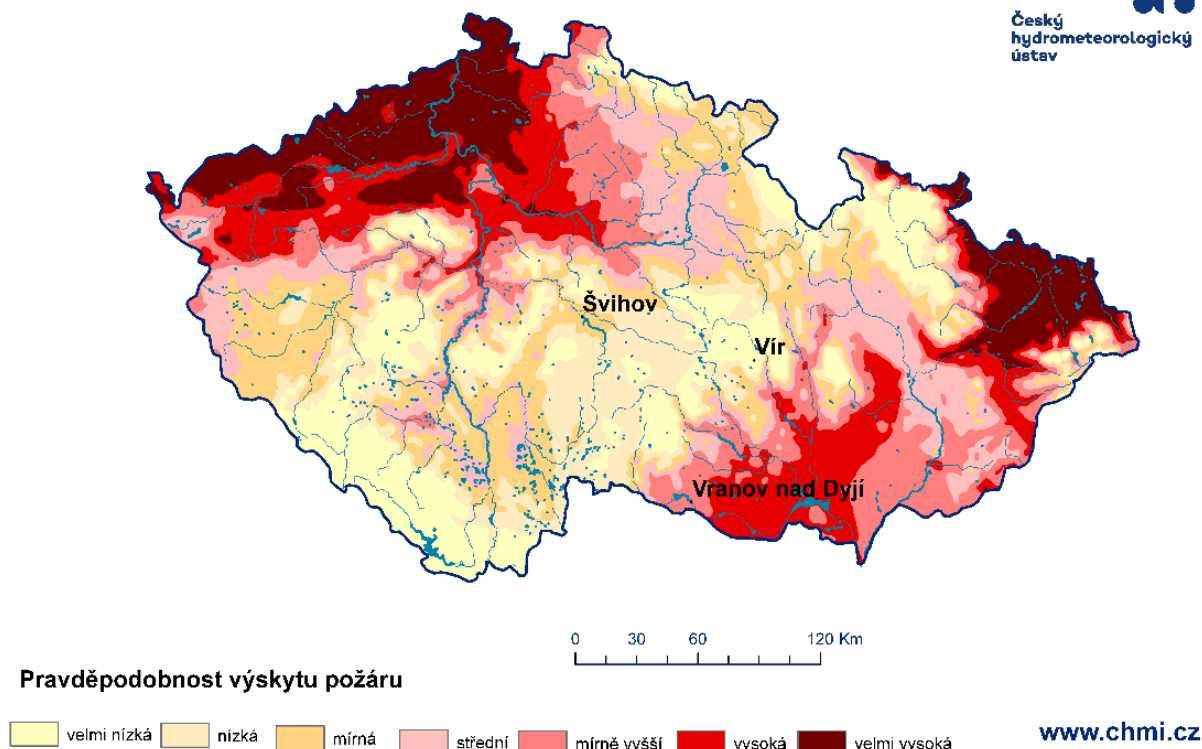 Český
hydrometeorologický
ústav
Švihov
Vír
Vranov nad Dyjí
0 30 60 120 Km
Pravděpodobnost výskytu požáru
velmi nízká nízká mírná střední mírně vyšší vysoká velmi vysoká
www.chmi.cz